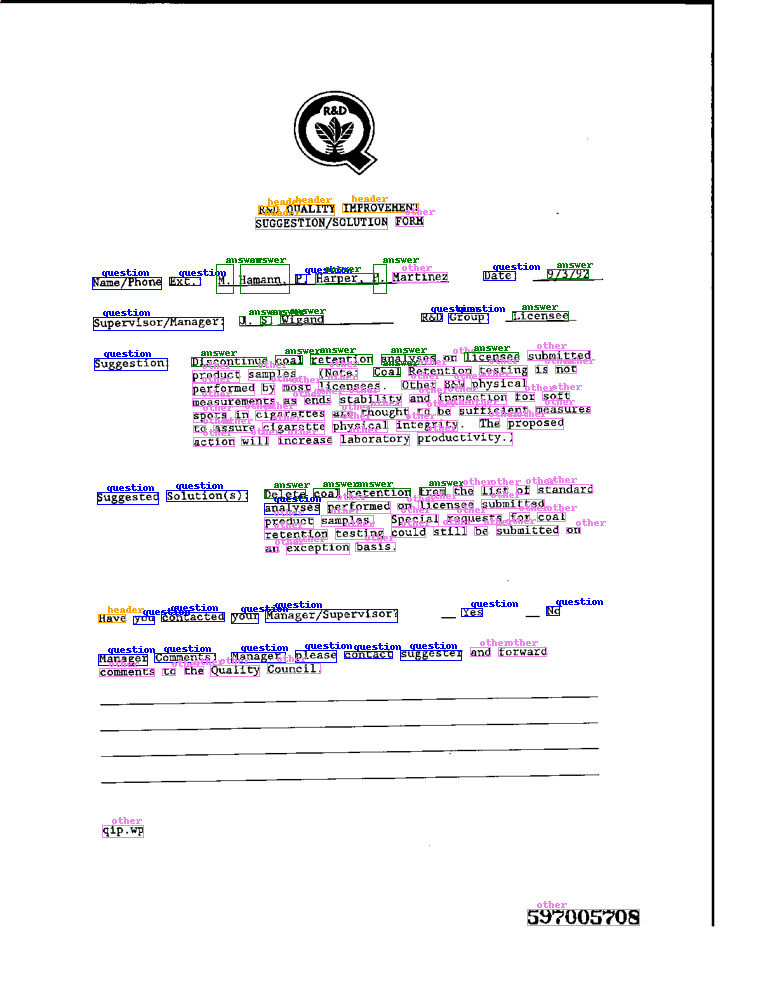 R&D
R&D QUALITY IMPROVEMENT
SUGGESTION/SOLUTION FORM
Name/Phone Ext. M. Hamann, P. Harper, P. Martinez Date: 9/3/92
Supervisor/Manager: J. S. Wigand R&D Group: Licensee
Suggestion: Discontinue coal retention analyses on licensee submitted
product samples. (Note: Coal Retention testing is not
performed by most licensees. Other B&W physical
measurements as ends stability and inspection for soft
spots in cigarettes are thought to be sufficient measures
to assure cigarette physical integrity. The proposed
action will increase laboratory productivity.)
Suggested Solution(s): Delete coal retention from the list of standard
analyses performed on licensee submitted
product samples. Special requests for coal
retention testing could still be submitted on
an exception basis.
Have you contacted your Manager/Supervisor? Yes No
Manager Comments: Manager, please contact suggester and forward
comments to the Quality Council.
qip.wp
597005708